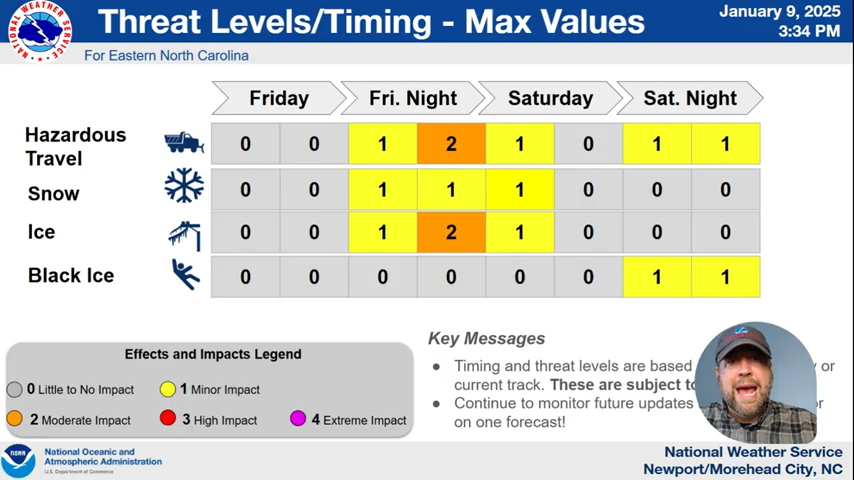 Threat Levels/Timing - Max Values
January 9, 2025
3:34 PM
NATIONAL WEATHER SERVICE
For Eastern North Carolina
Friday Fri. Night Saturday Sat. Night
Hazardous Travel 0 0 1 2 1 0 1 1
Snow 0 0 1 1 1 0 0 0
Ice 0 0 1 2 1 0 0 0
Black Ice 0 0 0 0 0 0 1 1
Effects and Impacts Legend
0 Little to No Impact 1 Minor Impact
2 Moderate Impact 3 High Impact 4 Extreme Impact
Key Messages
• Timing and threat levels are based or
current track. These are subject to
• Continue to monitor future updates
on one forecast!
NOAA
National Oceanic and
Atmospheric Administration
U.S. Department of Commerce
National Weather Service
Newport/Morehead City, NC